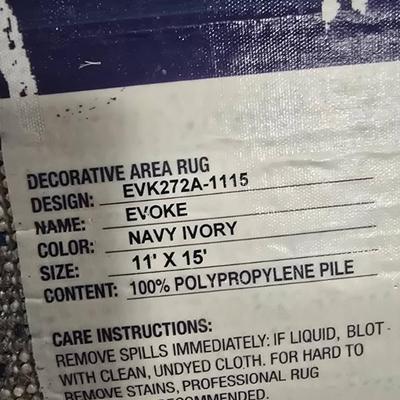 DECORATIVE AREA RUG
DESIGN: EVK272A-1115
NAME: EVOKE
COLOR: NAVY IVORY
SIZE: 11' X 15'
CONTENT: 100% POLYPROPYLENE PILE
CARE INSTRUCTIONS:
REMOVE SPILLS IMMEDIATELY: IF LIQUID, BLOT-
WITH CLEAN, UNDYED CLOTH. FOR HARD TO
REMOVE STAINS, PROFESSIONAL RUG
RECOMMENDED.